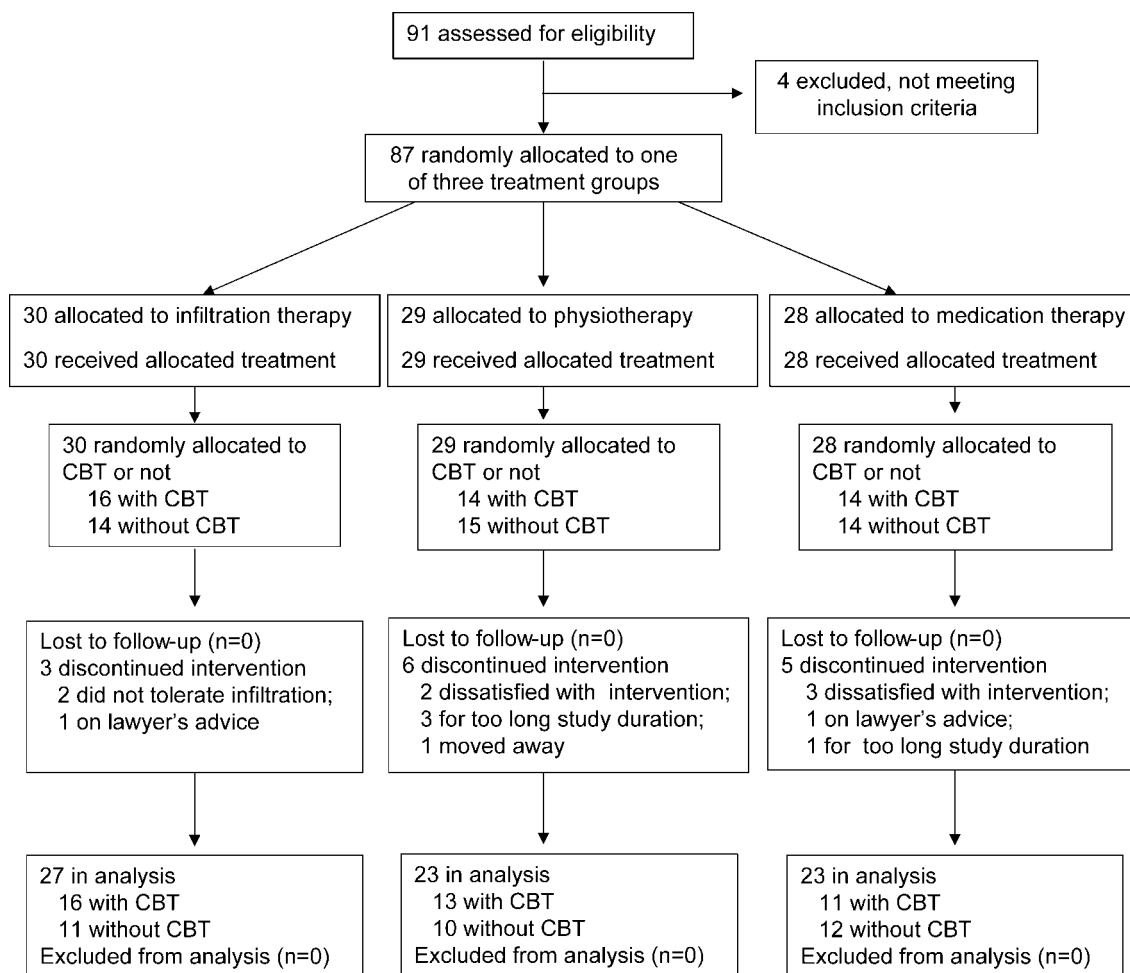 91 assessed for eligibility
4 excluded, not meeting
inclusion criteria
87 randomly allocated to one
of three treatment groups
30 allocated to infiltration therapy
30 received allocated treatment
29 allocated to physiotherapy
29 received allocated treatment
28 allocated to medication therapy
28 received allocated treatment
30 randomly allocated to
CBT or not
16 with CBT
14 without CBT
29 randomly allocated to
CBT or not
14 with CBT
15 without CBT
28 randomly allocated to
CBT or not
14 with CBT
14 without CBT
Lost to follow-up (n=0)
3 discontinued intervention
2 did not tolerate infiltration;
1 on lawyer's advice
Lost to follow-up (n=0)
6 discontinued intervention
2 dissatisfied with intervention;
3 for too long study duration;
1 moved away
Lost to follow-up (n=0)
5 discontinued intervention
3 dissatisfied with intervention;
1 on lawyer's advice;
1 for too long study duration
27 in analysis
16 with CBT
11 without CBT
Excluded from analysis (n=0)
23 in analysis
13 with CBT
10 without CBT
Excluded from analysis (n=0)
23 in analysis
11 with CBT
12 without CBT
Excluded from analysis (n=0)